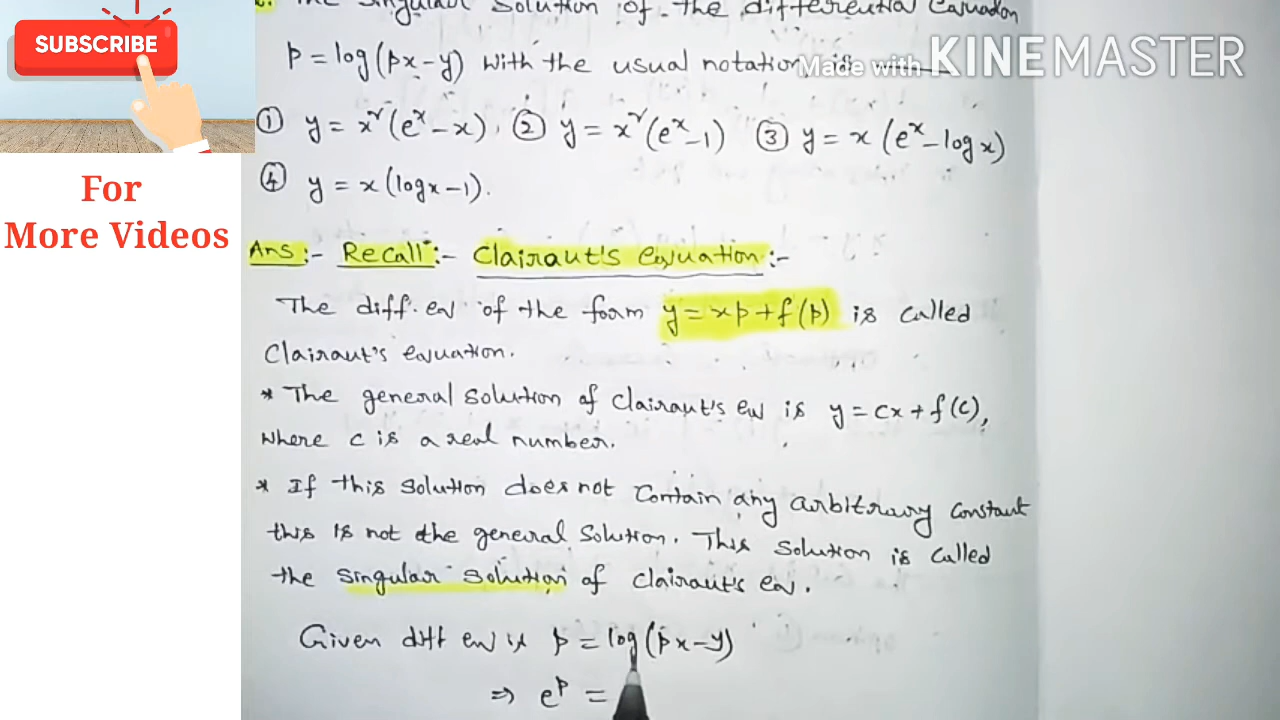 SUBSCRIBE
For
More Videos
Made with KINEMASTER
The Singular Solution of the differential Equation
p = log(px-y) with the usual notation is
① y = x²(eˣ - x). ② y = x²(eˣ - 1) ③ y = x (eˣ - log x)
④ y = x(log x - 1).
Ans :- Recall :- Clairaut's equation :-
The diff. eq of the form y = xp + f(p) is called
Clairaut's equation.
* The general solution of Clairaut's eq is y = cx + f(c),
where c is a real number.
* If this solution does not contain any arbitrary constant
this is not the general solution. This solution is called
the singular solution of Clairaut's eq.
Given diff eq is p = log(px-y)
⇒ eᵖ =